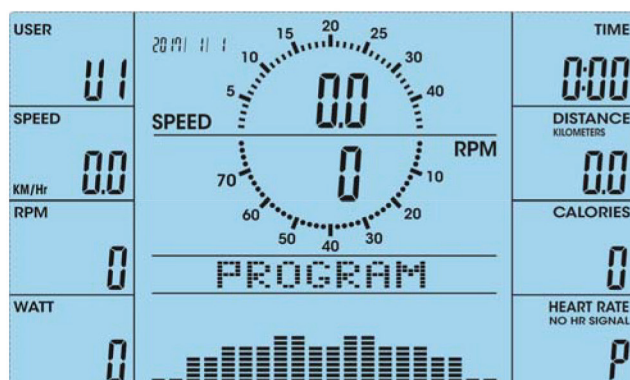 USER
U1
SPEED
KM/Hr 0.0
RPM
0
WATT
0
2017/ 1/ 1
5 10 15 20 25 30 40
SPEED
0.0
RPM
0
70 60 50 40 30 20 10
PROGRAM
TIME
0:00
DISTANCE
KILOMETERS
0.0
CALORIES
0
HEART RATE
NO HR SIGNAL
P